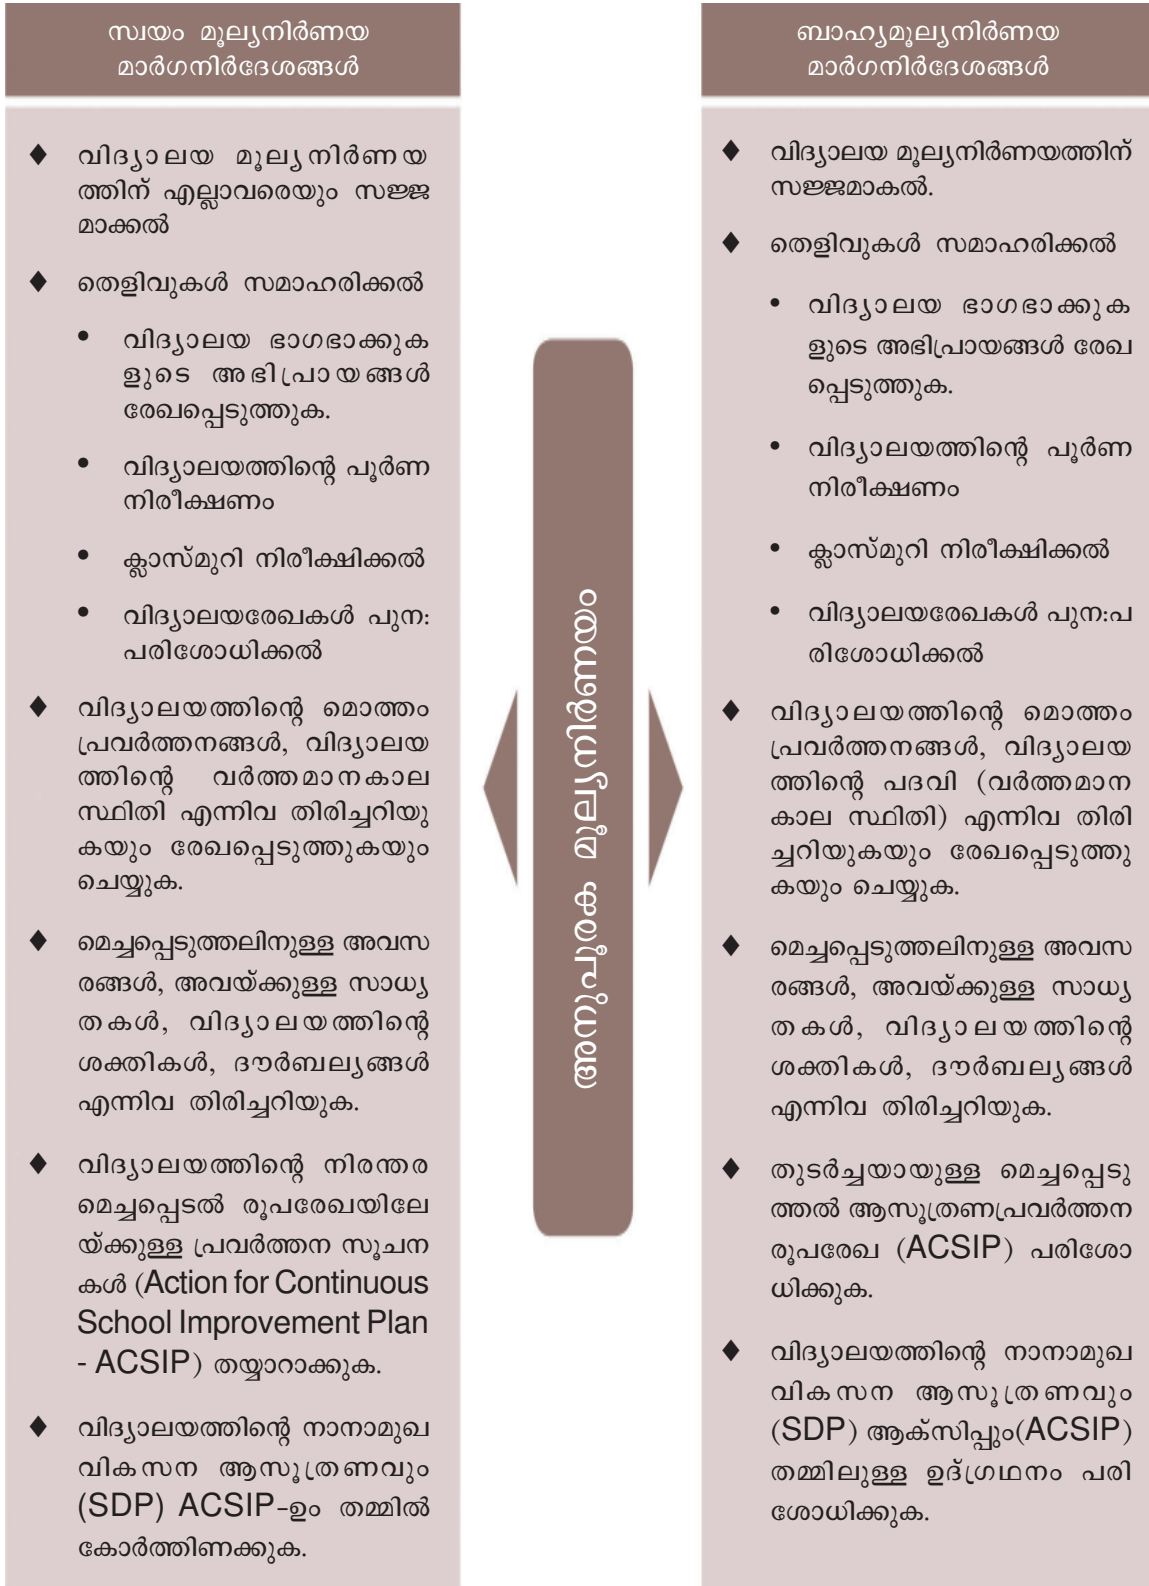 സ്വയം മൂല്യനിർണയ
മാർഗനിർദേശങ്ങൾ
◆ വിദ്യാലയ മൂല്യനിർണയ
ത്തിന് എല്ലാവരെയും സജ്ജ
മാക്കൽ
◆ തെളിവുകൾ സമാഹരിക്കൽ
• വിദ്യാലയ ഭാഗഭാക്കുക
ളുടെ അഭിപ്രായങ്ങൾ
രേഖപ്പെടുത്തുക.
• വിദ്യാലയത്തിന്റെ പൂർണ
നിരീക്ഷണം
• ക്ലാസ്മുറി നിരീക്ഷിക്കൽ
• വിദ്യാലയരേഖകൾ പുന:
പരിശോധിക്കൽ
◆ വിദ്യാലയത്തിന്റെ മൊത്തം
പ്രവർത്തനങ്ങൾ, വിദ്യാലയ
ത്തിന്റെ വർത്തമാനകാല
സ്ഥിതി എന്നിവ തിരിച്ചറിയു
കയും രേഖപ്പെടുത്തുകയും
ചെയ്യുക.
◆ മെച്ചപ്പെടുത്തലിനുള്ള അവസ
രങ്ങൾ, അവയ്ക്കുള്ള സാധ്യ
തകൾ, വിദ്യാലയത്തിന്റെ
ശക്തികൾ, ദൗർബല്യങ്ങൾ
എന്നിവ തിരിച്ചറിയുക.
◆ വിദ്യാലയത്തിന്റെ നിരന്തര
മെച്ചപ്പെടൽ രൂപരേഖയിലേ
യ്ക്കുള്ള പ്രവർത്തന സൂചന
കൾ (Action for Continuous
School Improvement Plan
- ACSIP) തയ്യാറാക്കുക.
◆ വിദ്യാലയത്തിന്റെ നാനാമുഖ
വികസന ആസൂത്രണവും
(SDP) ACSIP-ഉം തമ്മിൽ
കോർത്തിണക്കുക.
അനുപൂരക മൂല്യനിർണയം
ബാഹ്യമൂല്യനിർണയ
മാർഗനിർദേശങ്ങൾ
◆ വിദ്യാലയ മൂല്യനിർണയത്തിന്
സജ്ജമാകൽ.
◆ തെളിവുകൾ സമാഹരിക്കൽ
• വിദ്യാലയ ഭാഗഭാക്കുക
ളുടെ അഭിപ്രായങ്ങൾ രേഖ
പ്പെടുത്തുക.
• വിദ്യാലയത്തിന്റെ പൂർണ
നിരീക്ഷണം
• ക്ലാസ്മുറി നിരീക്ഷിക്കൽ
• വിദ്യാലയരേഖകൾ പുന:പ
രിശോധിക്കൽ
◆ വിദ്യാലയത്തിന്റെ മൊത്തം
പ്രവർത്തനങ്ങൾ, വിദ്യാലയ
ത്തിന്റെ പദവി (വർത്തമാന
കാല സ്ഥിതി) എന്നിവ തിരി
ച്ചറിയുകയും രേഖപ്പെടുത്തു
കയും ചെയ്യുക.
◆ മെച്ചപ്പെടുത്തലിനുള്ള അവസ
രങ്ങൾ, അവയ്ക്കുള്ള സാധ്യ
തകൾ, വിദ്യാലയത്തിന്റെ
ശക്തികൾ, ദൗർബല്യങ്ങൾ
എന്നിവ തിരിച്ചറിയുക.
◆ തുടർച്ചയായുള്ള മെച്ചപ്പെടു
ത്തൽ ആസൂത്രണപ്രവർത്തന
രൂപരേഖ (ACSIP) പരിശോ
ധിക്കുക.
◆ വിദ്യാലയത്തിന്റെ നാനാമുഖ
വികസന ആസൂത്രണവും
(SDP) ആക്സിപ്പും(ACSIP)
തമ്മിലുള്ള ഉദ്ഗ്രഥനം പരി
ശോധിക്കുക.